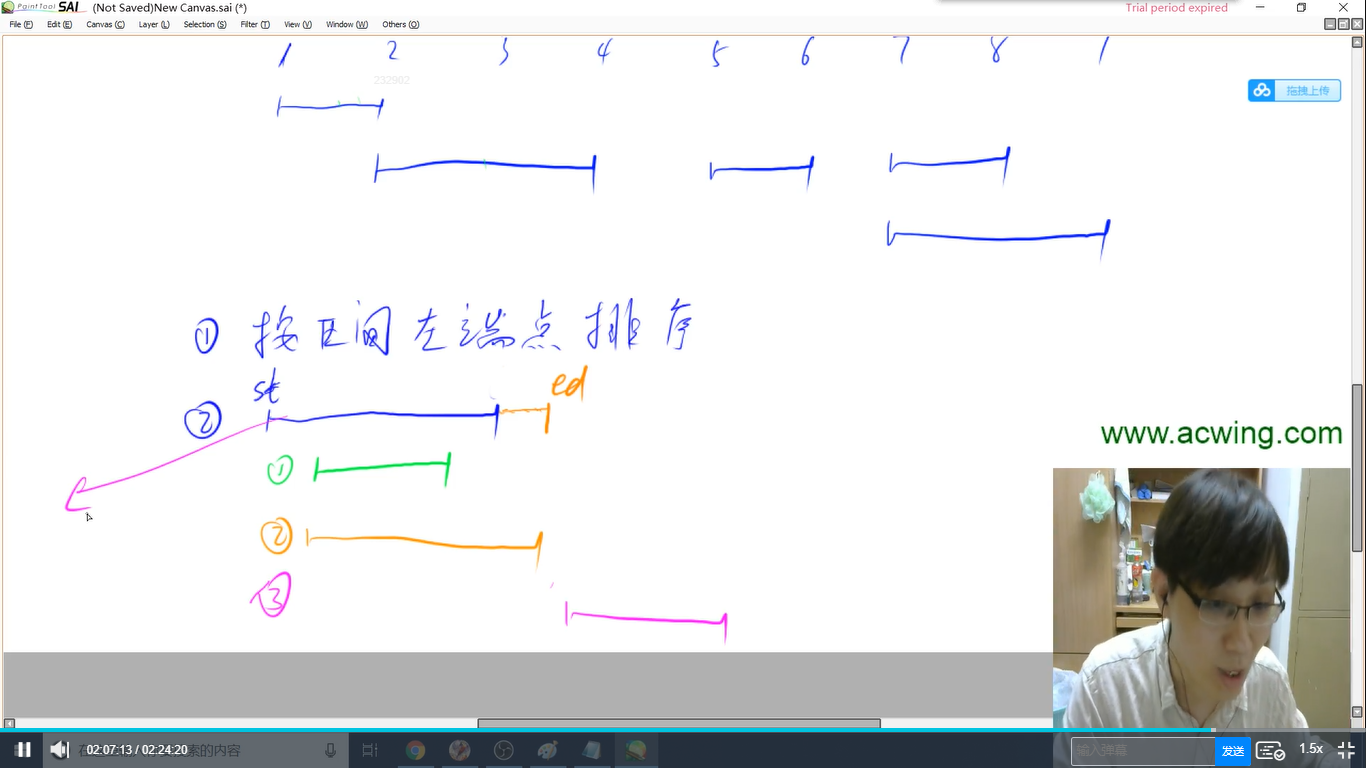 PaintTool SAI (Not Saved)New Canvas.sai (*)
Trial period expired
File (F) Edit (E) Canvas (C) Layer (L) Selection (S) Filter (T) View (V) Window (W) Others (O)
1 2 3 4 5 6 7 8 1
232902
拖拽上传
① 按区间左端点排序
st ed
②
www.acwing.com
①
②
③
02:07:13 / 02:24:20
索的内容
输入弹幕
发送
1.5x